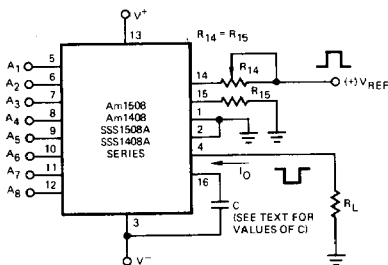 V+
13
R14 = R15
A1 5
A2 6
A3 7
A4 8
A5 9
A6 10
A7 11
A8 12
Am1508
Am1408
SSS1508A
SSS1408A
SERIES
14
R14
(+) VREF
15
R15
1
2
4
IO
16
C
(SEE TEXT FOR
VALUES OF C)
RL
3
V−